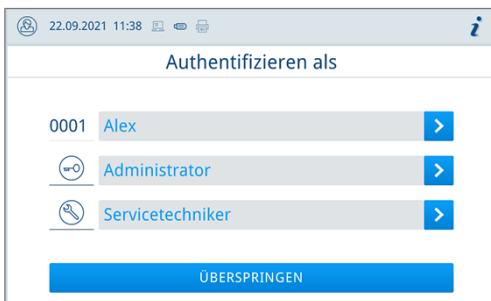 22.09.2021 11:38 i
Authentifizieren als
0001 Alex
Administrator
Servicetechniker
ÜBERSPRINGEN